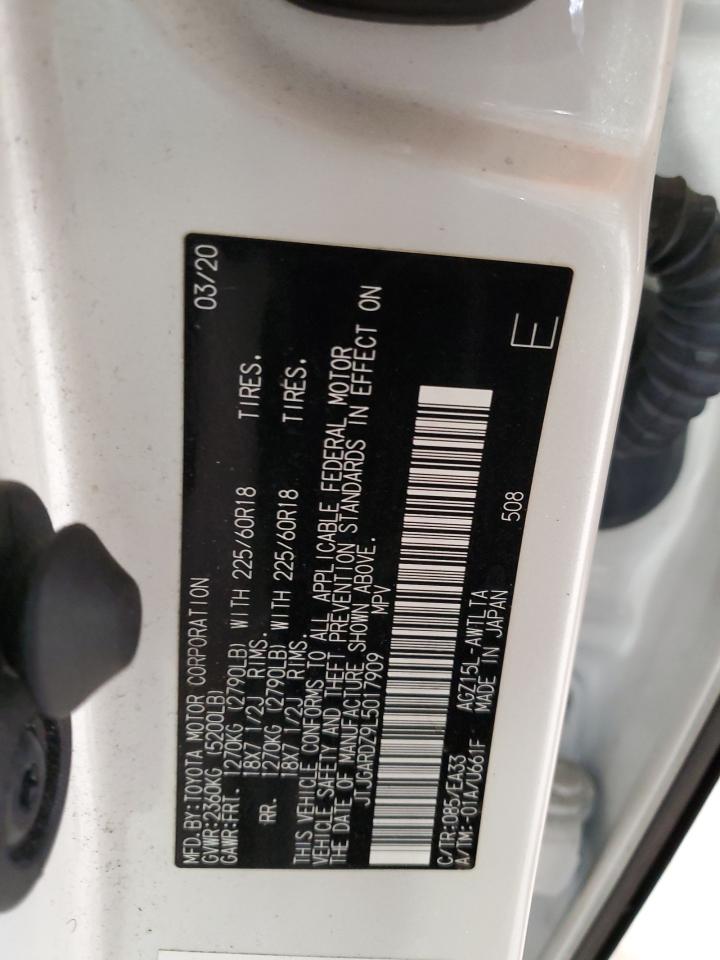 MFD.BY:TOYOTA MOTOR CORPORATION 03/20
GVWR:2360KG (5200LB)
GAWR:FRT. 1270KG (2790LB) WITH 225/60R18 TIRES.
18X7 1/2J RIMS.
RR. 1270KG (2790LB) WITH 225/60R18 TIRES.
18X7 1/2J RIMS.
THIS VEHICLE CONFORMS TO ALL APPLICABLE FEDERAL MOTOR
VEHICLE SAFETY AND THEFT PREVENTION STANDARDS IN EFFECT ON
THE DATE OF MANUFACTURE SHOWN ABOVE.
JTJGARDZ9L5017909 MPV
C/TR:085/EA33 AGZ15L-AWTLTA 508 E
A/TM:-01A/U661F MADE IN JAPAN